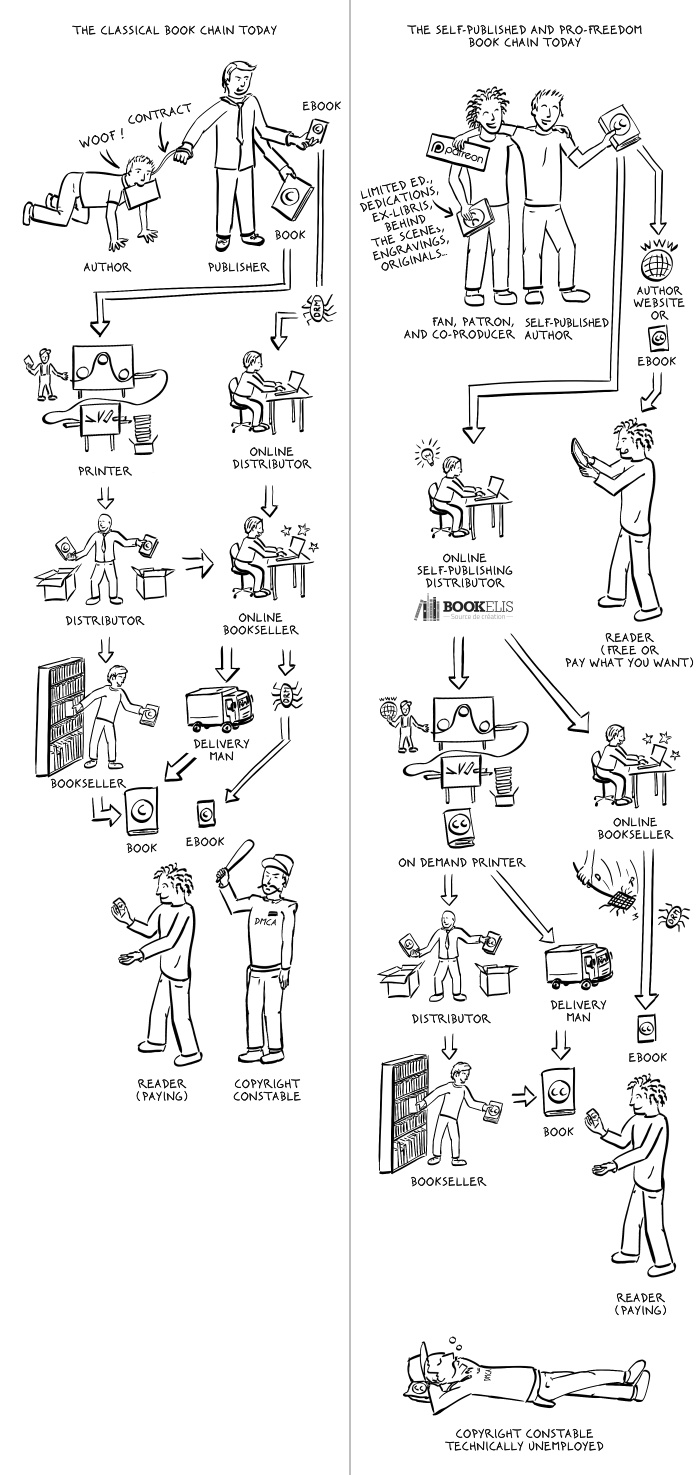 THE CLASSICAL BOOK CHAIN TODAY
EBOOK
CONTRACT
WOOF !
BOOK
AUTHOR
PUBLISHER
DRM
PRINTER
ONLINE
DISTRIBUTOR
DISTRIBUTOR
ONLINE
BOOKSELLER
DRM
DELIVERY
MAN
BOOKSELLER
BOOK
EBOOK
DMCA
READER
(PAYING)
COPYRIGHT
CONSTABLE
THE SELF-PUBLISHED AND PRO-FREEDOM
BOOK CHAIN TODAY
patreon
LIMITED ED.,
DEDICATIONS,
EX-LIBRIS,
BEHIND
THE SCENES,
ENGRAVINGS,
ORIGINALS...
FAN, PATRON,
AND CO-PRODUCER
SELF-PUBLISHED
AUTHOR
AUTHOR
WEBSITE
OR
EBOOK
ONLINE
SELF-PUBLISHING
DISTRIBUTOR
BOOKELIS
Source de création
READER
(FREE OR
PAY WHAT YOU WANT)
ON DEMAND PRINTER
ONLINE
BOOKSELLER
DRM
DISTRIBUTOR
DELIVERY
MAN
EBOOK
BOOKSELLER
BOOK
READER
(PAYING)
DMCA
COPYRIGHT CONSTABLE
TECHNICALLY UNEMPLOYED